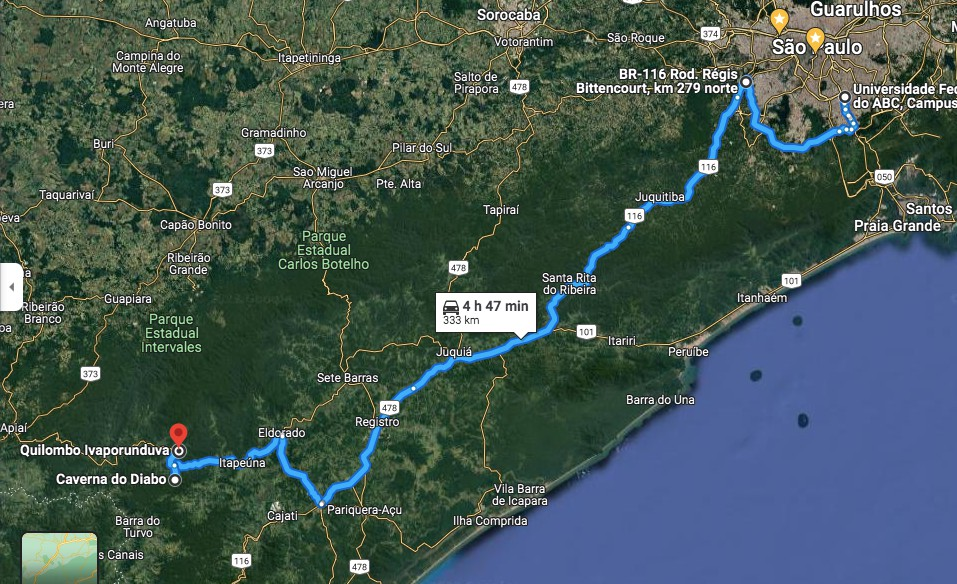 Guarulhos
Sorocaba
Angatuba
Votorantim
São Roque
374
São Paulo
Campina do
Monte Alegre
Itapetininga
Salto de
Pirapora
478
BR-116 Rod. Régis
Bittencourt, km 279 norte
Universidade Fed
do ABC, Campus
Gramadinho
373
Buri
Pilar do Sul
Sao Miguel
Arcanjo
Pte. Alta
116
050
373
Taquarivaí
Juquitiba
Tapiraí
116
Santos
Praia Grande
Capão Bonito
Parque
Estadual
Carlos Botelho
Ribeirão
Grande
478
Santa Rita
do Ribeira
101
Itanhaém
Guapiara
Ribeirão
Branco
Parque
Estadual
Intervales
4 h 47 min
333 km
101
Itariri
Peruíbe
Juquiá
373
Sete Barras
478
Barra do Una
Registro
Apiaí
Eldorado
Quilombo Ivaporunduva
Itapeúna
Caverna do Diabo
Vila Barra
de Icapara
Cajati
Pariquera-Açu
Ilha Comprida
Barra do
Turvo
s Canais
116
478